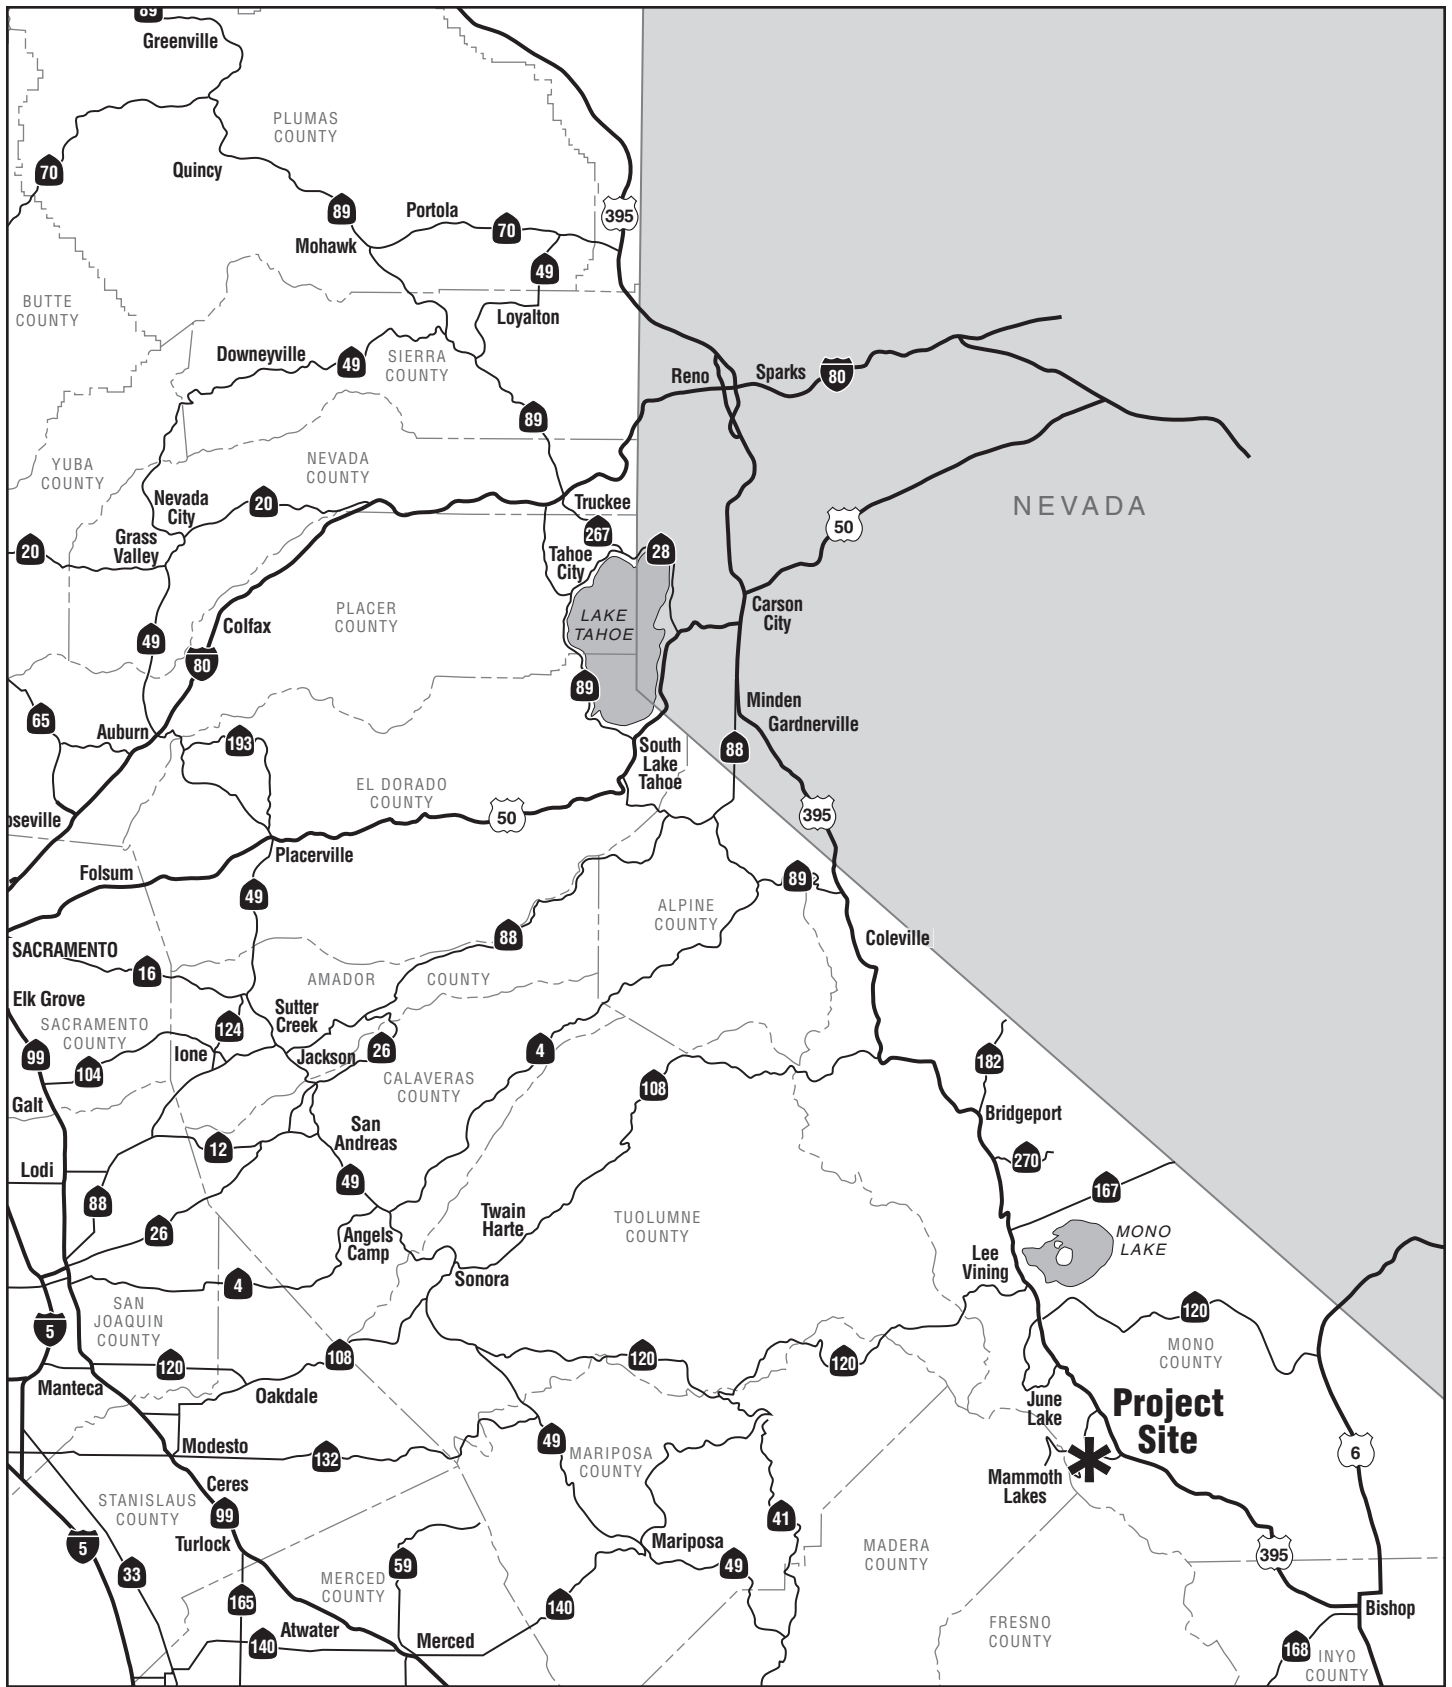 89
Greenville
PLUMAS
COUNTY
70
Quincy
89
Portola
70
395
Mohawk
49
BUTTE
COUNTY
Loyalton
Downeyville
49
SIERRA
COUNTY
Reno
Sparks
80
89
YUBA
COUNTY
NEVADA
COUNTY
Nevada
City
20
Truckee
NEVADA
50
267
28
20
Grass
Valley
Tahoe
City
LAKE
TAHOE
Carson
City
PLACER
COUNTY
Colfax
49
80
89
Minden
Gardnerville
65
Auburn
193
88
South
Lake
Tahoe
EL DORADO
COUNTY
50
395
oseville
Placerville
Folsum
49
89
ALPINE
COUNTY
88
Coleville
SACRAMENTO
16
AMADOR
COUNTY
Elk Grove
SACRAMENTO
COUNTY
124
Sutter
Creek
99
104
Ione
Jackson
26
4
182
CALAVERAS
COUNTY
108
Galt
Bridgeport
San
Andreas
12
270
Lodi
49
167
88
26
Twain
Harte
TUOLUMNE
COUNTY
Angels
Camp
MONO
LAKE
Lee
Vining
Sonora
4
SAN
JOAQUIN
COUNTY
5
120
MONO
COUNTY
120
108
120
120
Manteca
Oakdale
June
Lake
Project
Site
Modesto
132
49
MARIPOSA
COUNTY
6
Mammoth
Lakes
Ceres
STANISLAUS
COUNTY
99
41
Turlock
5
Mariposa
MADERA
COUNTY
395
33
59
49
MERCED
COUNTY
165
140
Bishop
Atwater
140
Merced
FRESNO
COUNTY
168
INYO
COUNTY